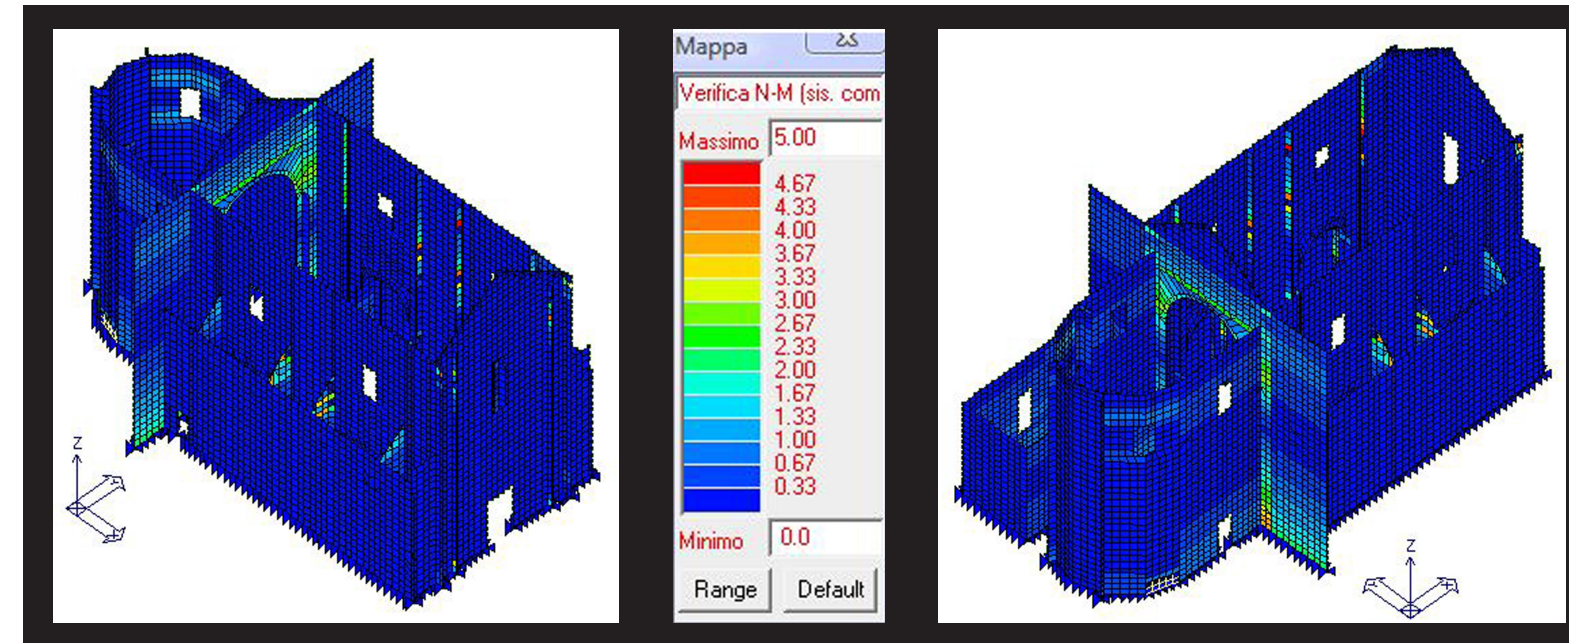 Mappa
Verifica N-M (sis. com
Massimo 5.00
4.67
4.33
4.00
3.67
3.33
3.00
2.67
2.33
2.00
1.67
1.33
1.00
0.67
0.33
Minimo 0.0
Range Default
Z
Z